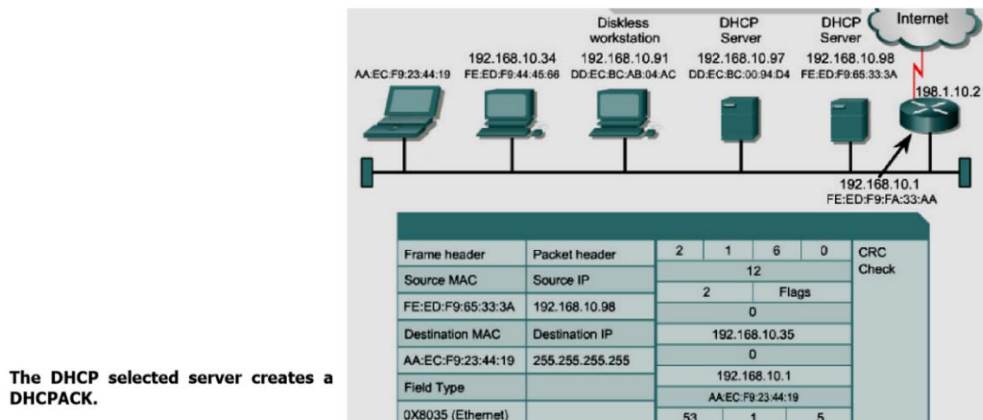 Diskless DHCP DHCP Internet
workstation Server Server
192.168.10.34 192.168.10.91 192.168.10.97 192.168.10.98
AA:EC:F9:23:44:19 FE:ED:F9:44:45:66 DD:EC:BC:AB:04:AC DD:EC:BC:00:94:D4 FE:ED:F9:65:33:3A
198.1.10.2
192.168.10.1
FE:ED:F9:FA:33:AA
Frame header Packet header 2 1 6 0 CRC
Check
12
Source MAC Source IP
2 Flags
FE:ED:F9:65:33:3A 192.168.10.98
0
Destination MAC Destination IP 192.168.10.35
AA:EC:F9:23:44:19 255.255.255.255 0
192.168.10.1
Field Type
AA:EC:F9:23:44:19
0X8035 (Ethernet) 53 1 5
The DHCP selected server creates a
DHCPACK.